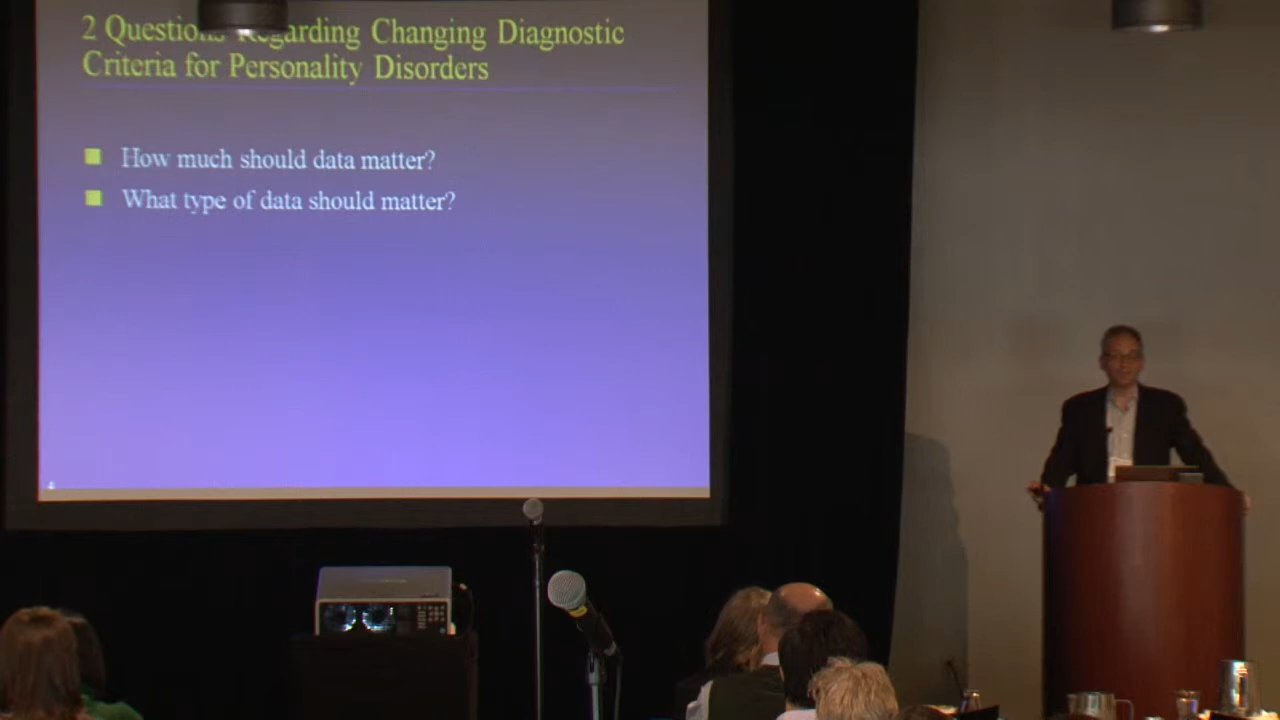 2 Questions Regarding Changing Diagnostic
Criteria for Personality Disorders
How much should data matter?
What type of data should matter?
4